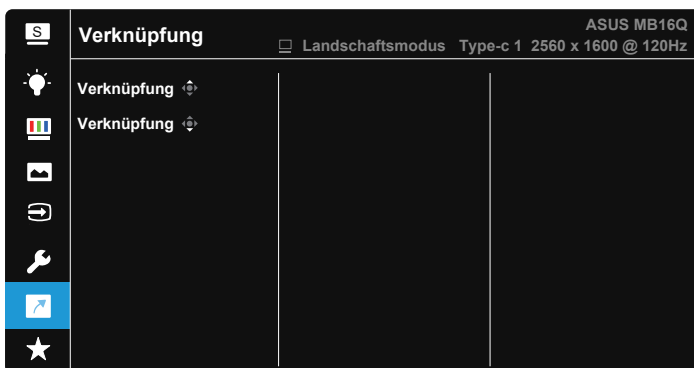 S
Verknüpfung
ASUS MB16Q
Landschaftsmodus Type-c 1 2560 x 1600 @ 120Hz
Verknüpfung
Verknüpfung